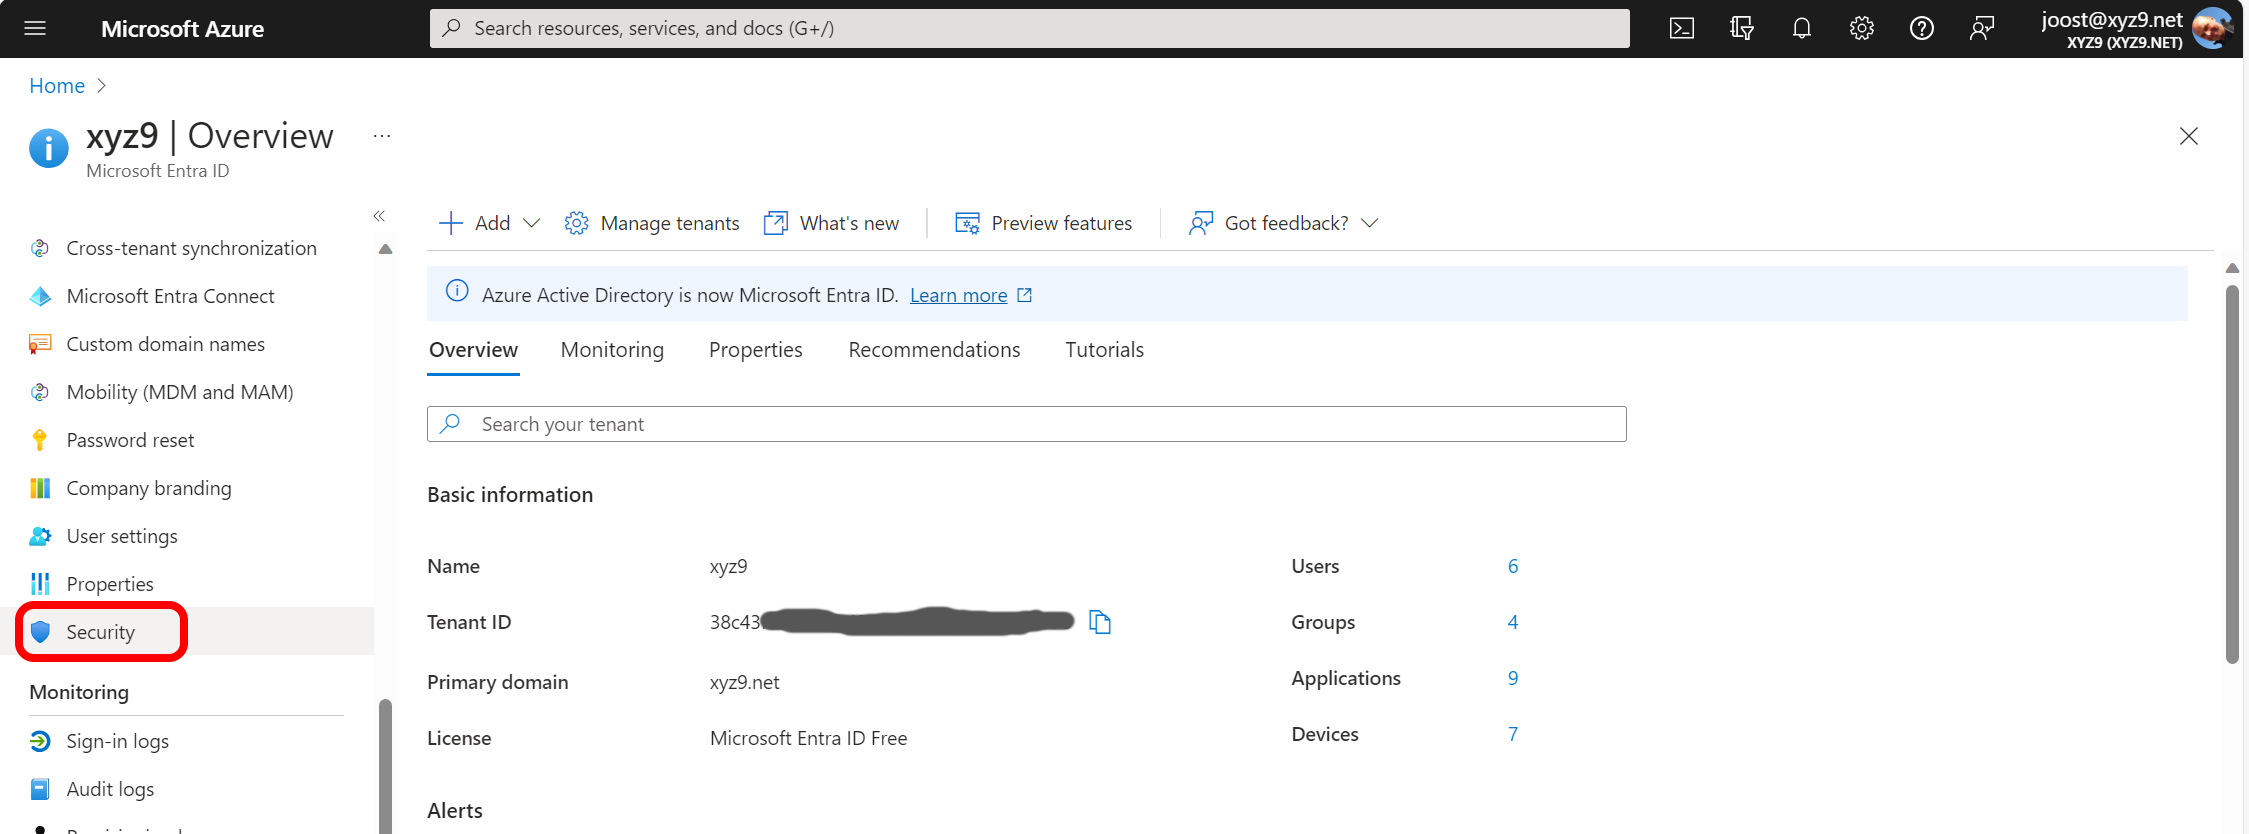 Microsoft Azure
Search resources, services, and docs (G+/)
joost@xyz9.net
XYZ9 (XYZ9.NET)
Home
xyz9 | Overview
Microsoft Entra ID
Add
Manage tenants
What's new
Preview features
Got feedback?
Cross-tenant synchronization
Microsoft Entra Connect
Custom domain names
Mobility (MDM and MAM)
Password reset
Company branding
User settings
Properties
Security
Monitoring
Sign-in logs
Audit logs
Azure Active Directory is now Microsoft Entra ID. Learn more
Overview
Monitoring
Properties
Recommendations
Tutorials
Search your tenant
Basic information
Name xyz9
Tenant ID 38c43
Primary domain xyz9.net
License Microsoft Entra ID Free
Users 6
Groups 4
Applications 9
Devices 7
Alerts